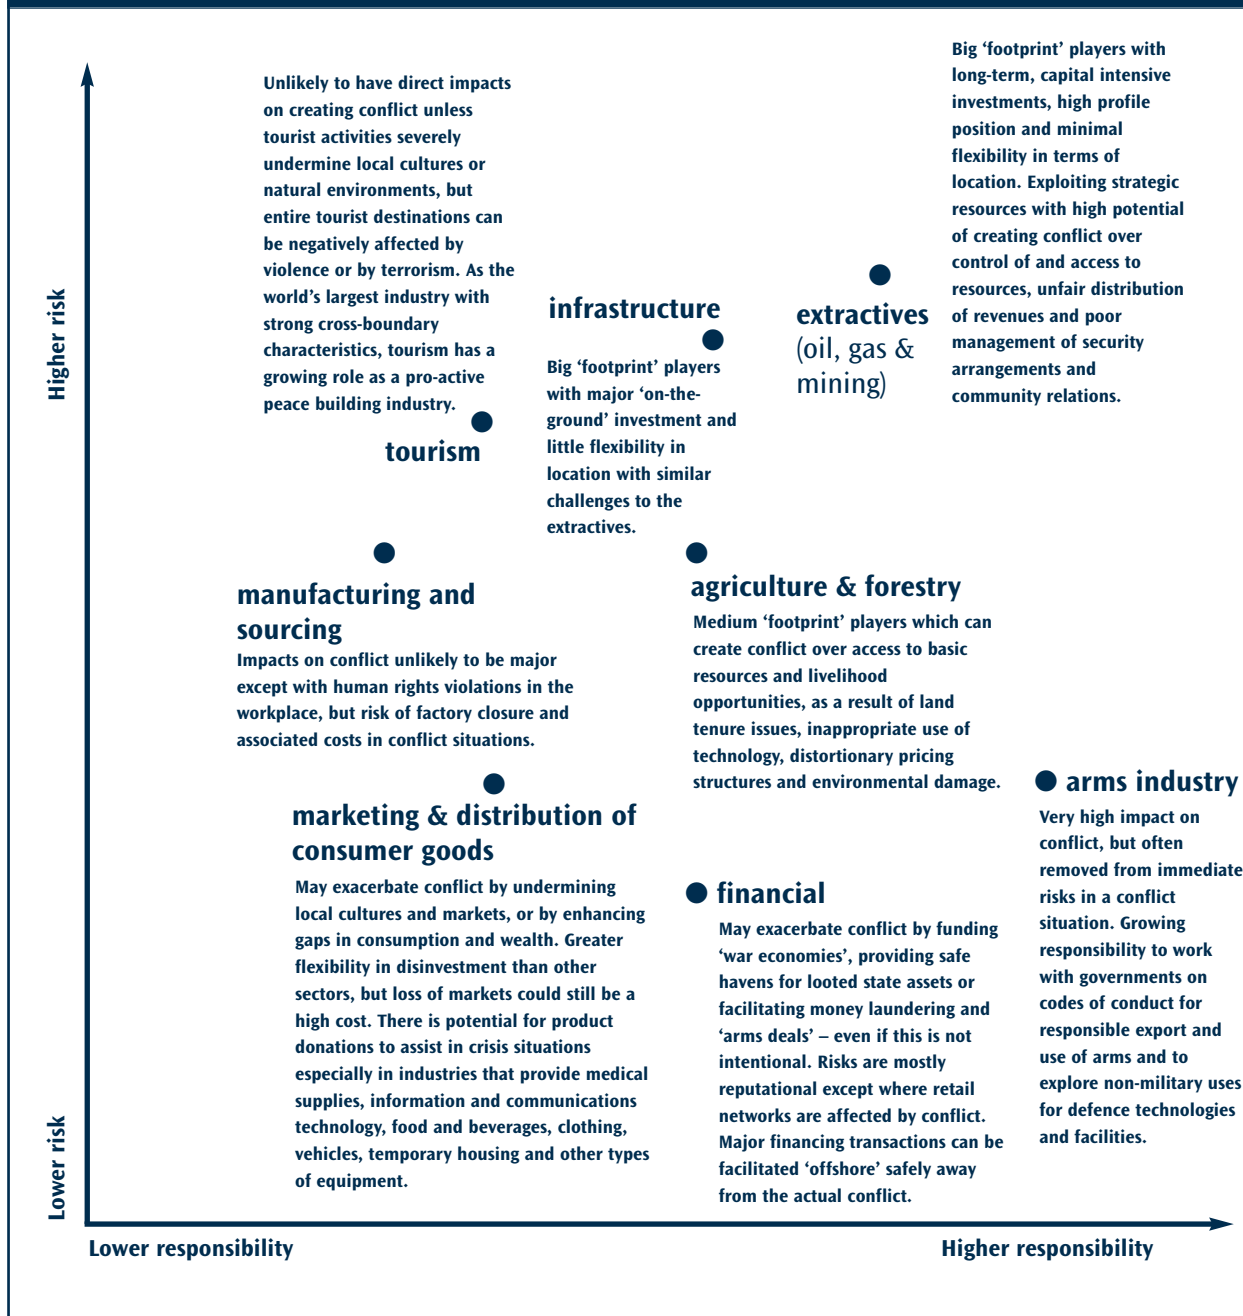 Unlikely to have direct impacts
on creating conflict unless
tourist activities severely
undermine local cultures or
natural environments, but
entire tourist destinations can
be negatively affected by
violence or by terrorism. As the
world’s largest industry with
strong cross-boundary
characteristics, tourism has a
growing role as a pro-active
peace building industry.
tourism
infrastructure
Big ‘footprint’ players
with major ‘on-the-
ground’ investment and
little flexibility in
location with similar
challenges to the
extractives.
Big ‘footprint’ players with
long-term, capital intensive
investments, high profile
position and minimal
flexibility in terms of
location. Exploiting strategic
resources with high potential
of creating conflict over
control of and access to
resources, unfair distribution
of revenues and poor
management of security
arrangements and
community relations.
extractives
(oil, gas &
mining)
Higher risk
manufacturing and
sourcing
Impacts on conflict unlikely to be major
except with human rights violations in the
workplace, but risk of factory closure and
associated costs in conflict situations.
agriculture & forestry
Medium ‘footprint’ players which can
create conflict over access to basic
resources and livelihood
opportunities, as a result of land
tenure issues, inappropriate use of
technology, distortionary pricing
structures and environmental damage.
marketing & distribution of
consumer goods
May exacerbate conflict by undermining
local cultures and markets, or by enhancing
gaps in consumption and wealth. Greater
flexibility in disinvestment than other
sectors, but loss of markets could still be a
high cost. There is potential for product
donations to assist in crisis situations
especially in industries that provide medical
supplies, information and communications
technology, food and beverages, clothing,
vehicles, temporary housing and other types
of equipment.
financial
May exacerbate conflict by funding
‘war economies’, providing safe
havens for looted state assets or
facilitating money laundering and
‘arms deals’ – even if this is not
intentional. Risks are mostly
reputational except where retail
networks are affected by conflict.
Major financing transactions can be
facilitated ‘offshore’ safely away
from the actual conflict.
arms industry
Very high impact on
conflict, but often
removed from immediate
risks in a conflict
situation. Growing
responsibility to work
with governments on
codes of conduct for
responsible export and
use of arms and to
explore non-military uses
for defence technologies
and facilities.
Lower risk
Lower responsibility
Higher responsibility